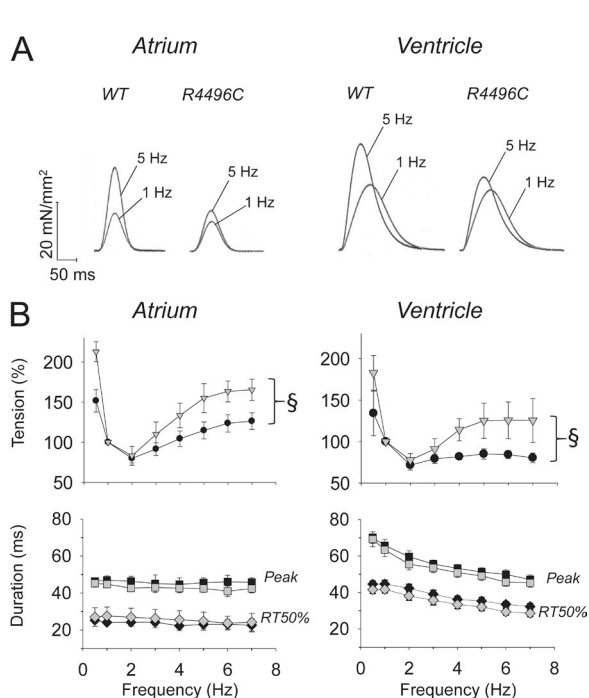 A
Atrium
Ventricle
WT
R4496C
WT
R4496C
5 Hz
1 Hz
5 Hz
1 Hz
5 Hz
1 Hz
5 Hz
1 Hz
20 mN/mm²
50 ms
B
Atrium
Ventricle
Tension (%)
200
150
100
50
§
200
150
100
50
§
Duration (ms)
80
60
40
20
Peak
RT50%
80
60
40
20
Peak
RT50%
0 2 4 6 8
0 2 4 6 8
Frequency (Hz)
Frequency (Hz)